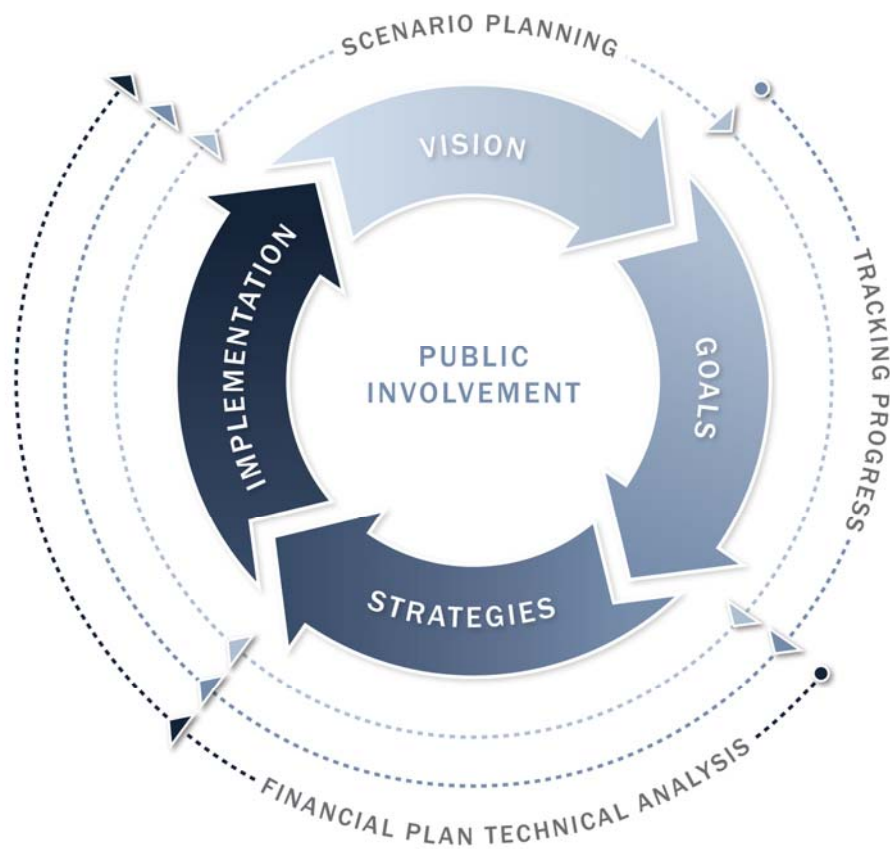 SCENARIO PLANNING
VISION
GOALS
TRACKING PROGRESS
PUBLIC
INVOLVEMENT
IMPLEMENTATION
STRATEGIES
FINANCIAL PLAN TECHNICAL ANALYSIS